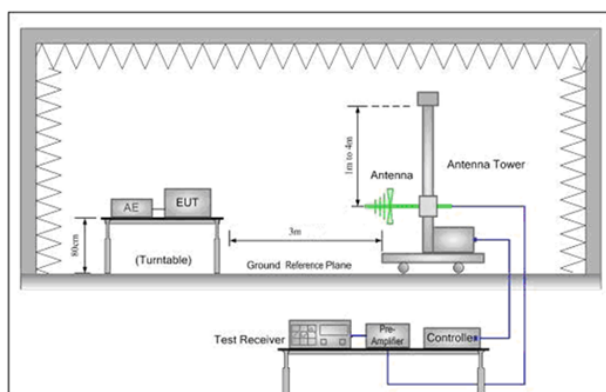 1m to 4m
Antenna
Antenna Tower
AE
EUT
3m
80cm
(Turntable)
Ground Reference Plane
Test Receiver
Pre-
Amplifier
Controller